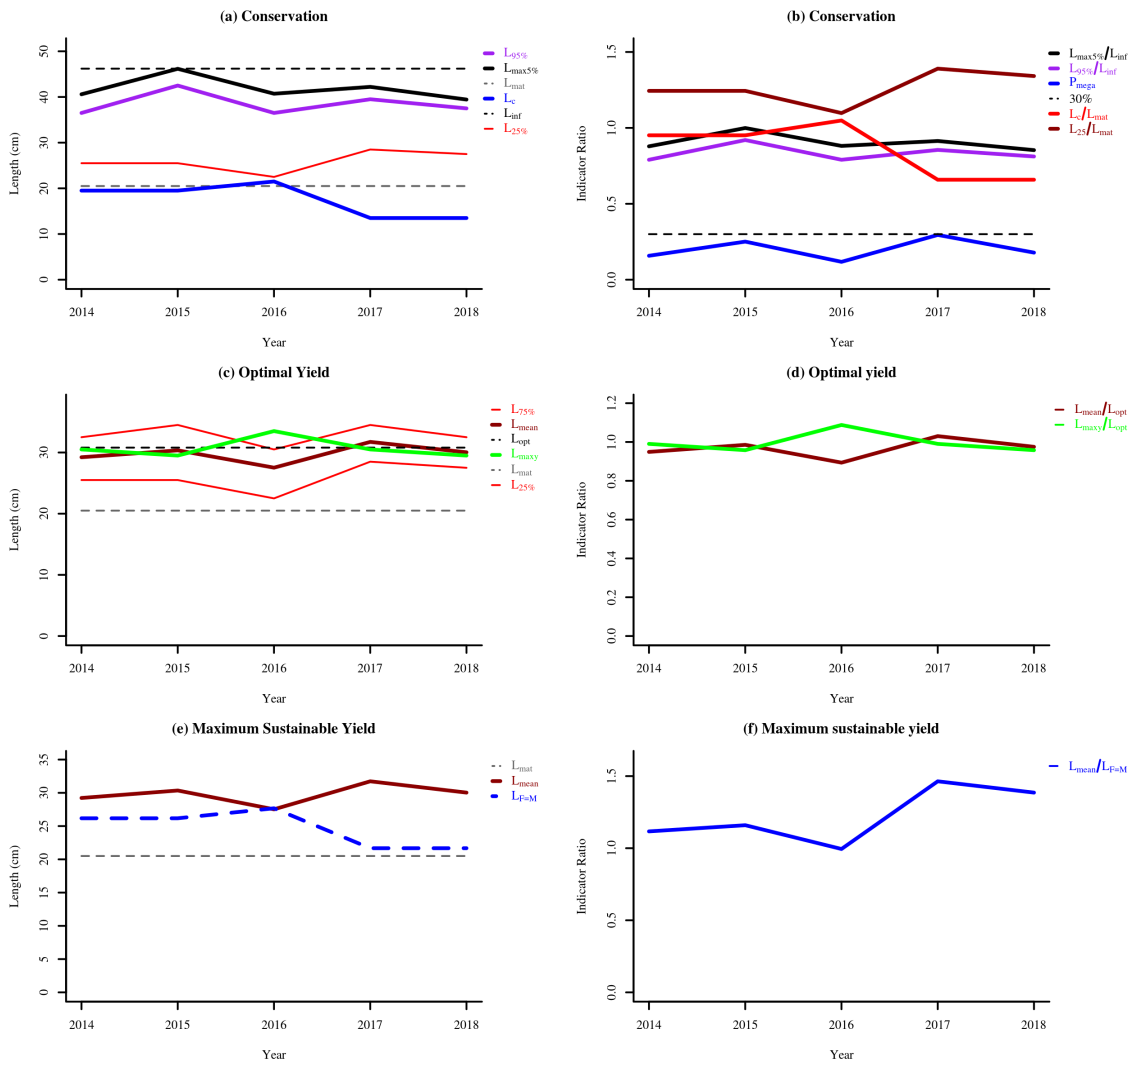 (a) Conservation
50
40
30
20
10
0
Length (cm)
2014 2015 2016 2017 2018
Year
L95%
Lmax5%
Lmat
Lc
Linf
L25%
(b) Conservation
1.5
1.0
0.5
0.0
Indicator Ratio
2014 2015 2016 2017 2018
Year
Lmax5%/Linf
L95%/Linf
Pmega
30%
Lc/Lmat
L25/Lmat
(c) Optimal Yield
30
20
10
0
Length (cm)
2014 2015 2016 2017 2018
Year
L75%
Lmean
Lopt
Lmaxy
Lmat
L25%
(d) Optimal yield
1.2
1.0
0.8
0.6
0.4
0.2
0.0
Indicator Ratio
2014 2015 2016 2017 2018
Year
Lmean/Lopt
Lmaxy/Lopt
(e) Maximum Sustainable Yield
35
30
25
20
15
10
5
0
Length (cm)
2014 2015 2016 2017 2018
Year
Lmat
Lmean
LF=M
(f) Maximum sustainable yield
1.5
1.0
0.5
0.0
Indicator Ratio
2014 2015 2016 2017 2018
Year
Lmean/LF=M